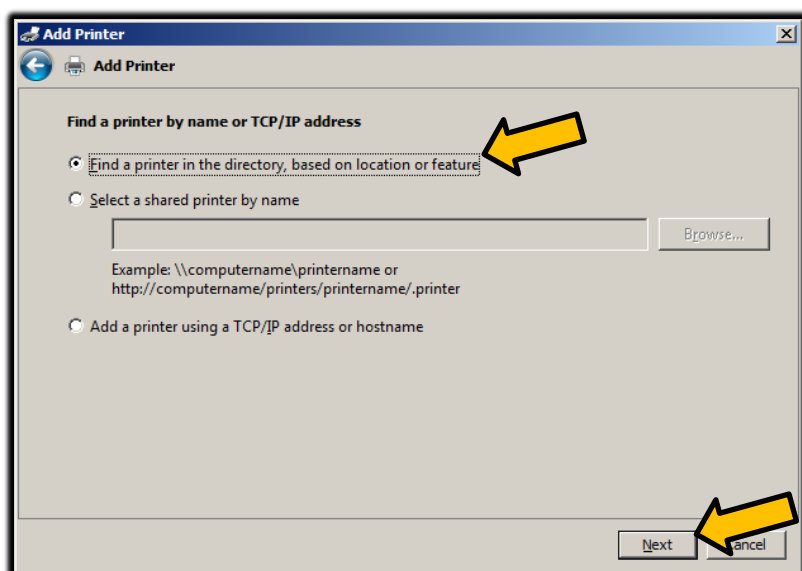 Add Printer
Add Printer
Find a printer by name or TCP/IP address
Find a printer in the directory, based on location or feature
Select a shared printer by name
Browse...
Example: \\computername\printername or
http://computername/printers/printername/.printer
Add a printer using a TCP/IP address or hostname
Next Cancel